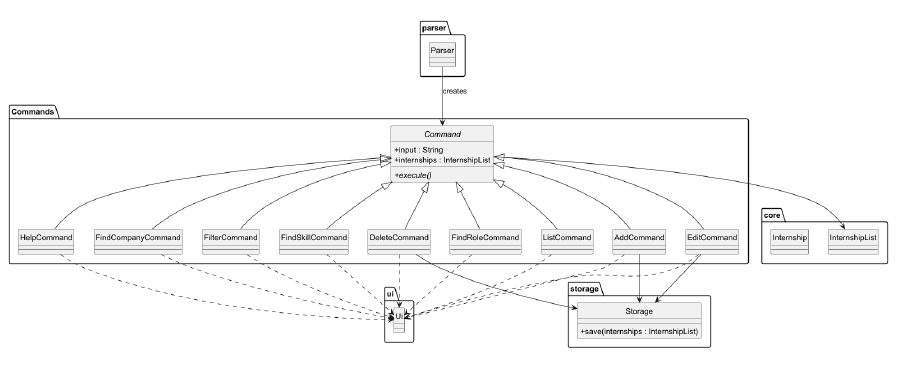 parser
Parser
creates
Commands
Command
+input : String
+internships : InternshipList
+execute()
core
HelpCommand
FindCompanyCommand
FilterCommand
FindSkillCommand
DeleteCommand
FindRoleCommand
ListCommand
AddCommand
EditCommand
Internship
InternshipList
ui
Ui
storage
Storage
+save(internships : InternshipList)